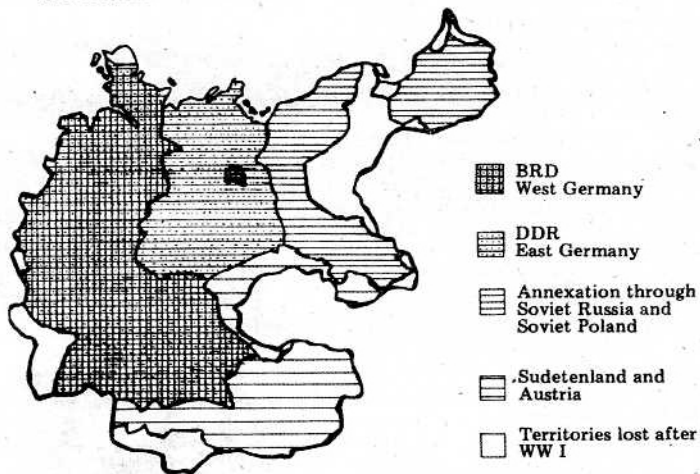 BRD
West Germany
DDR
East Germany
Annexation through
Soviet Russia and
Soviet Poland
Sudetenland and
Austria
Territories lost after
WW I